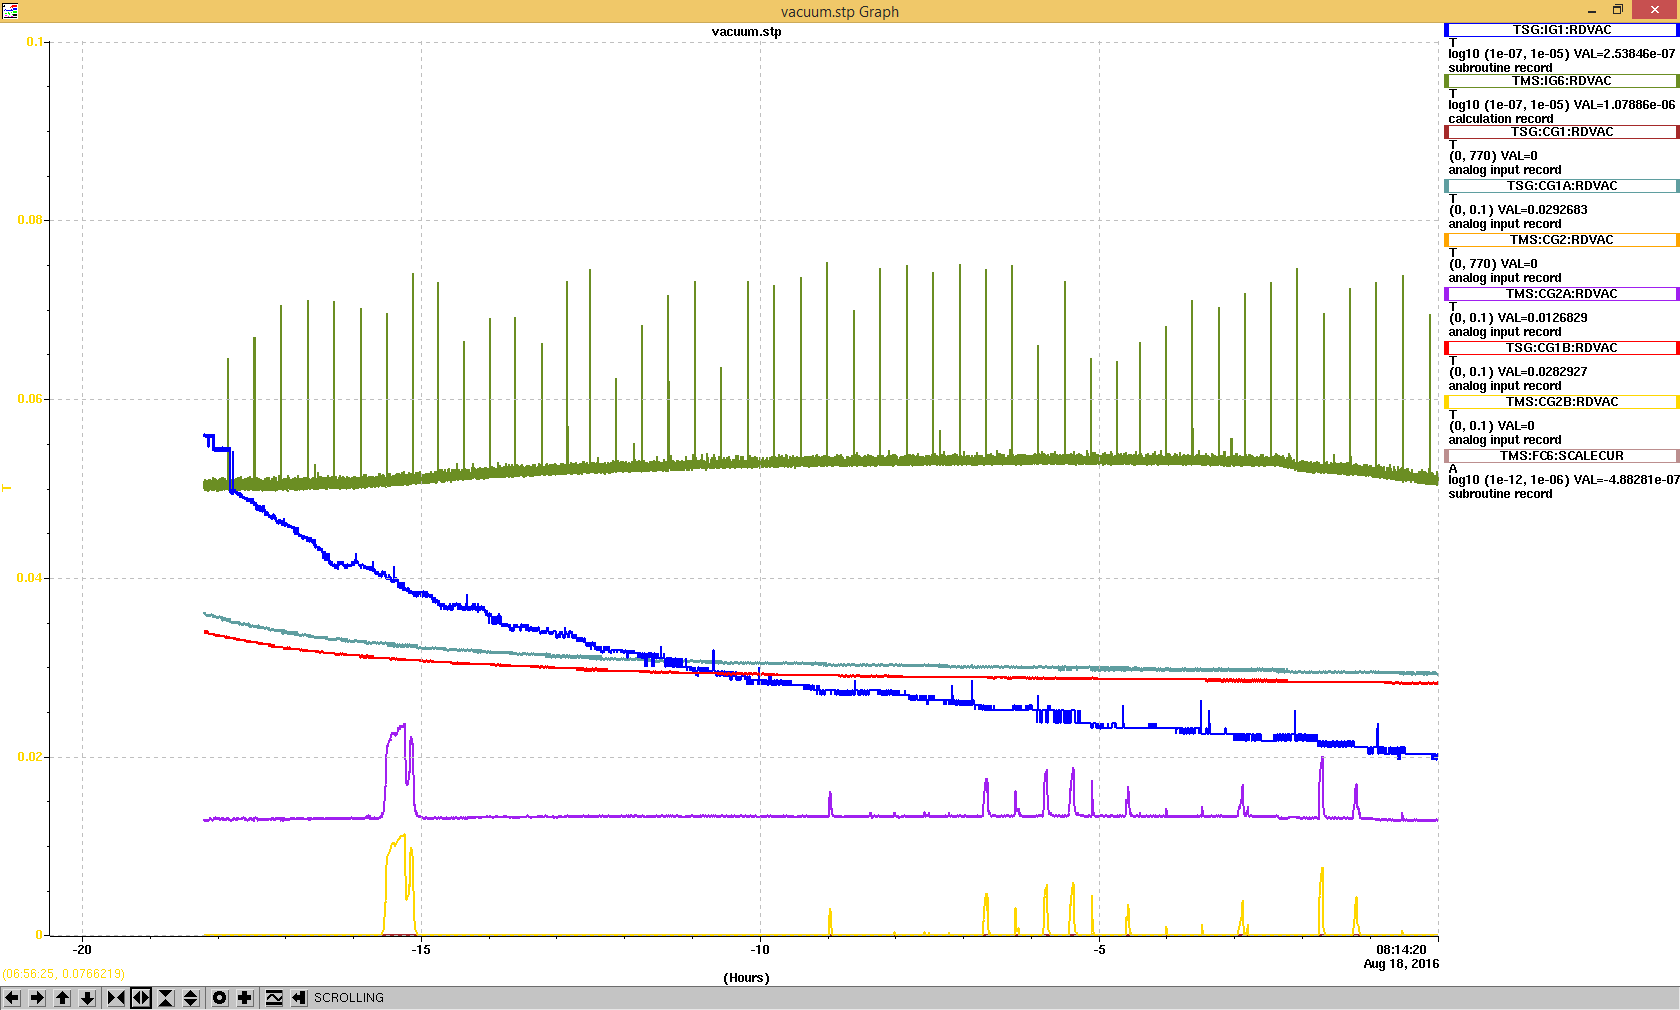 vacuum.stp Graph
vacuum.stp
0.1
0.08
0.06
T
0.04
0.02
0
-20
-15
-10
-5
08:14:20
Aug 18, 2016
(Hours)
(06:56:25, 0.0766219)
SCROLLING
TSG:IG1:RDVAC
T
log10 (1e-07, 1e-05) VAL=2.53846e-07
subroutine record
TMS:IG6:RDVAC
T
log10 (1e-07, 1e-05) VAL=1.07886e-06
calculation record
TSG:CG1:RDVAC
T
(0, 770) VAL=0
analog input record
TSG:CG1A:RDVAC
T
(0, 0.1) VAL=0.0292683
analog input record
TMS:CG2:RDVAC
T
(0, 770) VAL=0
analog input record
TMS:CG2A:RDVAC
T
(0, 0.1) VAL=0.0126829
analog input record
TSG:CG1B:RDVAC
T
(0, 0.1) VAL=0.0282927
analog input record
TMS:CG2B:RDVAC
T
(0, 0.1) VAL=0
analog input record
TMS:FC6:SCALECUR
A
log10 (1e-12, 1e-06) VAL=-4.88281e-07
subroutine record